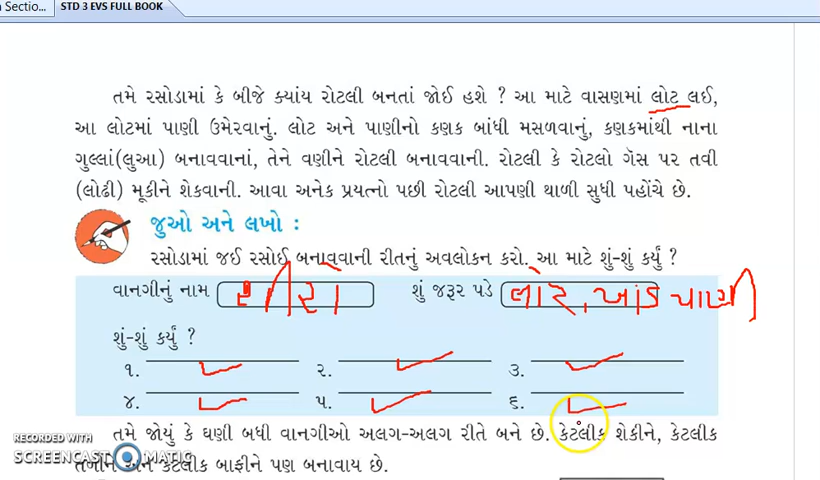 n Sectio...
STD 3 EVS FULL BOOK
તમે રસોડામાં કે બીજે ક્યાંય રોટલી બનતાં જોઈ હશે ? આ માટે વાસણમાં લોટ લઈ,
આ લોટમાં પાણી ઉમેરવાનું. લોટ અને પાણીનો કણક બાંધી મસળવાનું, કણકમાંથી નાના
ગુલ્લાં(લુઆ) બનાવવાનાં, તેને વણીને રોટલી બનાવવાની. રોટલી કે રોટલો ગૅસ પર તવી
(લોઢી) મૂકીને શેકવાની. આવા અનેક પ્રયત્નો પછી રોટલી આપણી થાળી સુધી પહોંચે છે.
જુઓ અને લખો :
રસોડામાં જઈ રસોઈ બનાવવાની રીતનું અવલોકન કરો. આ માટે શું-શું કર્યું ?
વાનગીનું નામ શીરો શું જરૂર પડે લોટ, ખાંડ પાણી
શું-શું કર્યું ?
૧. ૨. ૩.
૪. ૫. ૬.
તમે જોયું કે ઘણી બધી વાનગીઓ અલગ-અલગ રીતે બને છે. કેટલીક શેકીને, કેટલીક
તળીને અને કેટલીક બાફીને પણ બનાવાય છે.
RECORDED WITH
SCREENCAST MATIC